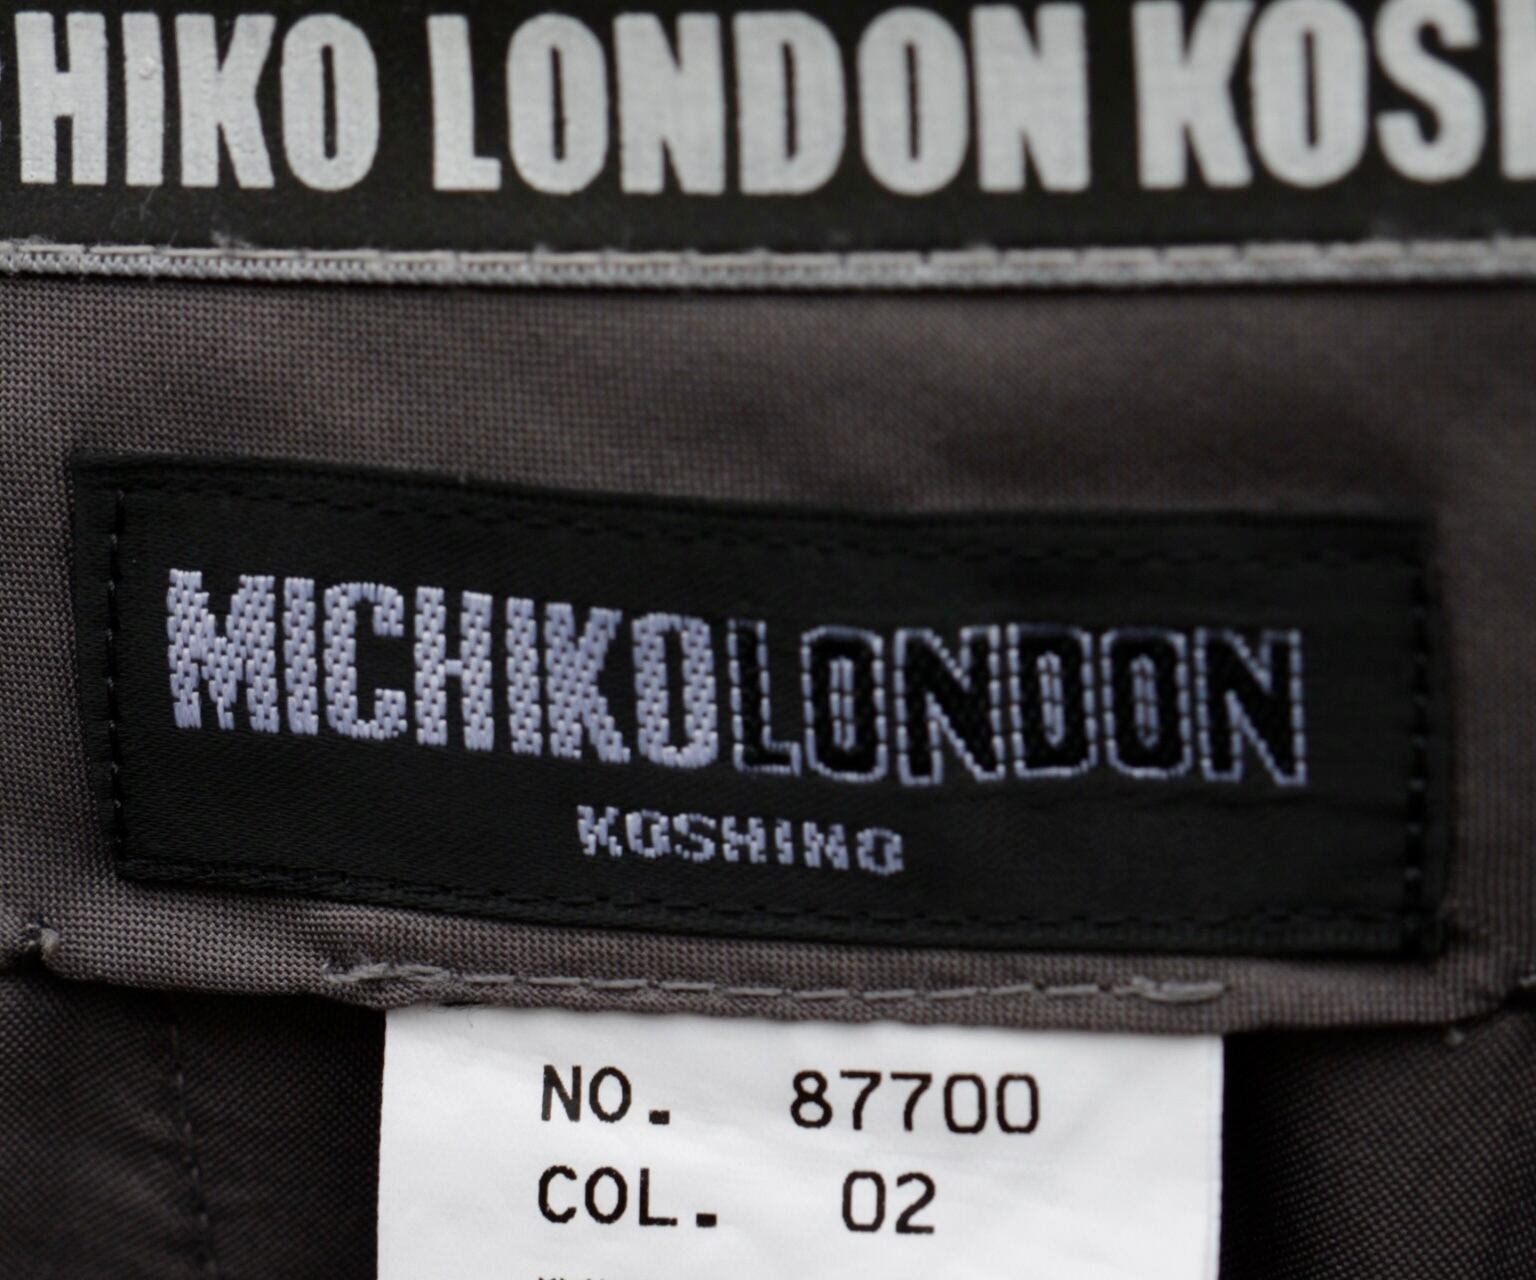 HIKO LONDON KOS
MICHIKOLONDON
KOSHINO
NO. 87700
COL. 02